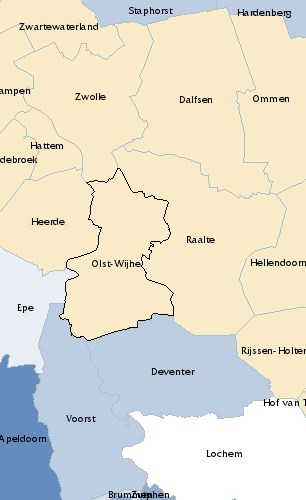 Staphorst
Hardenberg
Zwartewaterland
ampen
Zwolle
Dalfsen
Ommen
Hattem
debroek
Heerde
Raalte
Olst-Wijhe
Hellendoorn
Epe
Rijssen-Holten
Deventer
Hof van T
Voorst
Apeldoorn
Lochem
Brummen
Zutphen